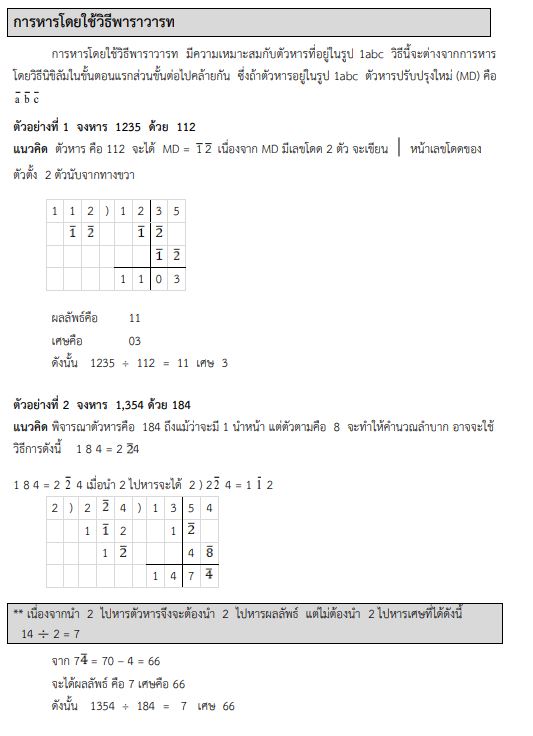 การหารโดยใช้วิธีพาราวารท
การหารโดยใช้วิธีพาราวารท มีความเหมาะสมกับตัวหารที่อยู่ในรูป 1abc วิธีนี้จะต่างจากการหาร
โดยวิธีนิขิลัมในขั้นตอนแรกส่วนขั้นต่อไปคล้ายกัน ซึ่งถ้าตัวหารอยู่ในรูป 1abc ตัวหารปรับปรุงใหม่ (MD) คือ
a̅ b̅ c̅
ตัวอย่างที่ 1 จงหาร 1235 ด้วย 112
แนวคิด ตัวหาร คือ 112 จะได้ MD = 1̅ 2̅ เนื่องจาก MD มีเลขโดด 2 ตัว จะเขียน | หน้าเลขโดดของ
ตัวตั้ง 2 ตัวนับจากทางขวา
1 1 2 ) 1 2 3 5
1̅ 2̅ 1̅ 2̅
1̅ 2̅
1 1 0 3
ผลลัพธ์คือ 11
เศษคือ 03
ดังนั้น 1235 ÷ 112 = 11 เศษ 3
ตัวอย่างที่ 2 จงหาร 1,354 ด้วย 184
แนวคิด พิจารณาตัวหารคือ 184 ถึงแม้ว่าจะมี 1 นำหน้า แต่ตัวตามคือ 8 จะทำให้คำนวณลำบาก อาจจะใช้
วิธีการดังนี้ 1 8 4 = 2 2̅4
1 8 4 = 2 2̅ 4 เมื่อนำ 2 ไปหารจะได้ 2 ) 2 2̅ 4 = 1 1̅ 2
2 ) 2 2̅ 4 ) 1 3 5 4
1 1̅ 2 1 2̅
1 2̅ 4 8̅
1 4 7 4̅
** เนื่องจากนำ 2 ไปหารตัวหารจึงจะต้องนำ 2 ไปหารผลลัพธ์ แต่ไม่ต้องนำ 2 ไปหารเศษที่ได้ดังนี้
14 ÷ 2 = 7
จาก 74̅ = 70 – 4 = 66
จะได้ผลลัพธ์ คือ 7 เศษคือ 66
ดังนั้น 1354 ÷ 184 = 7 เศษ 66